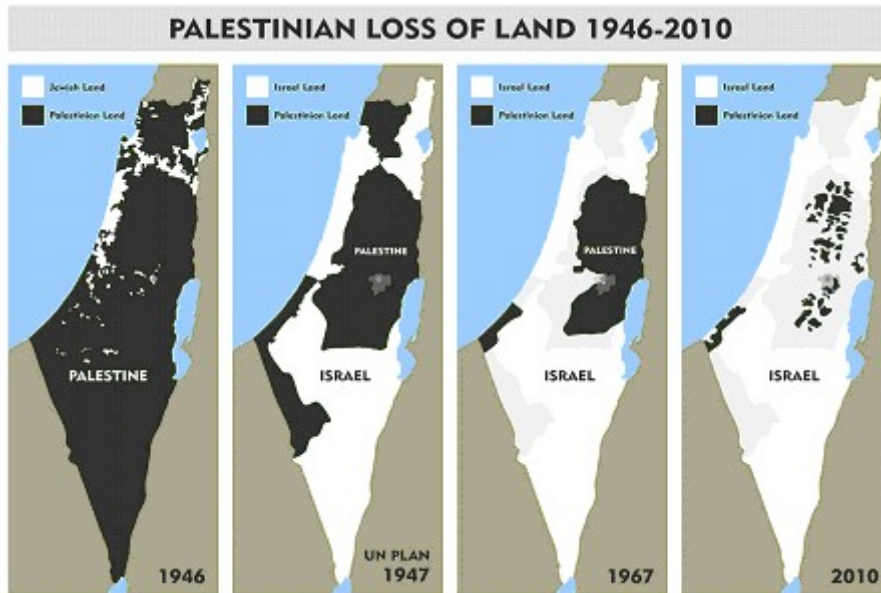 PALESTINIAN LOSS OF LAND 1946-2010
Jewish Land
Palestinian Land
PALESTINE
1946
Israel Land
Palestinian Land
PALESTINE
ISRAEL
UN PLAN
1947
Israel Land
Palestinian Land
PALESTINE
ISRAEL
1967
Israel Land
Palestinian Land
ISRAEL
2010